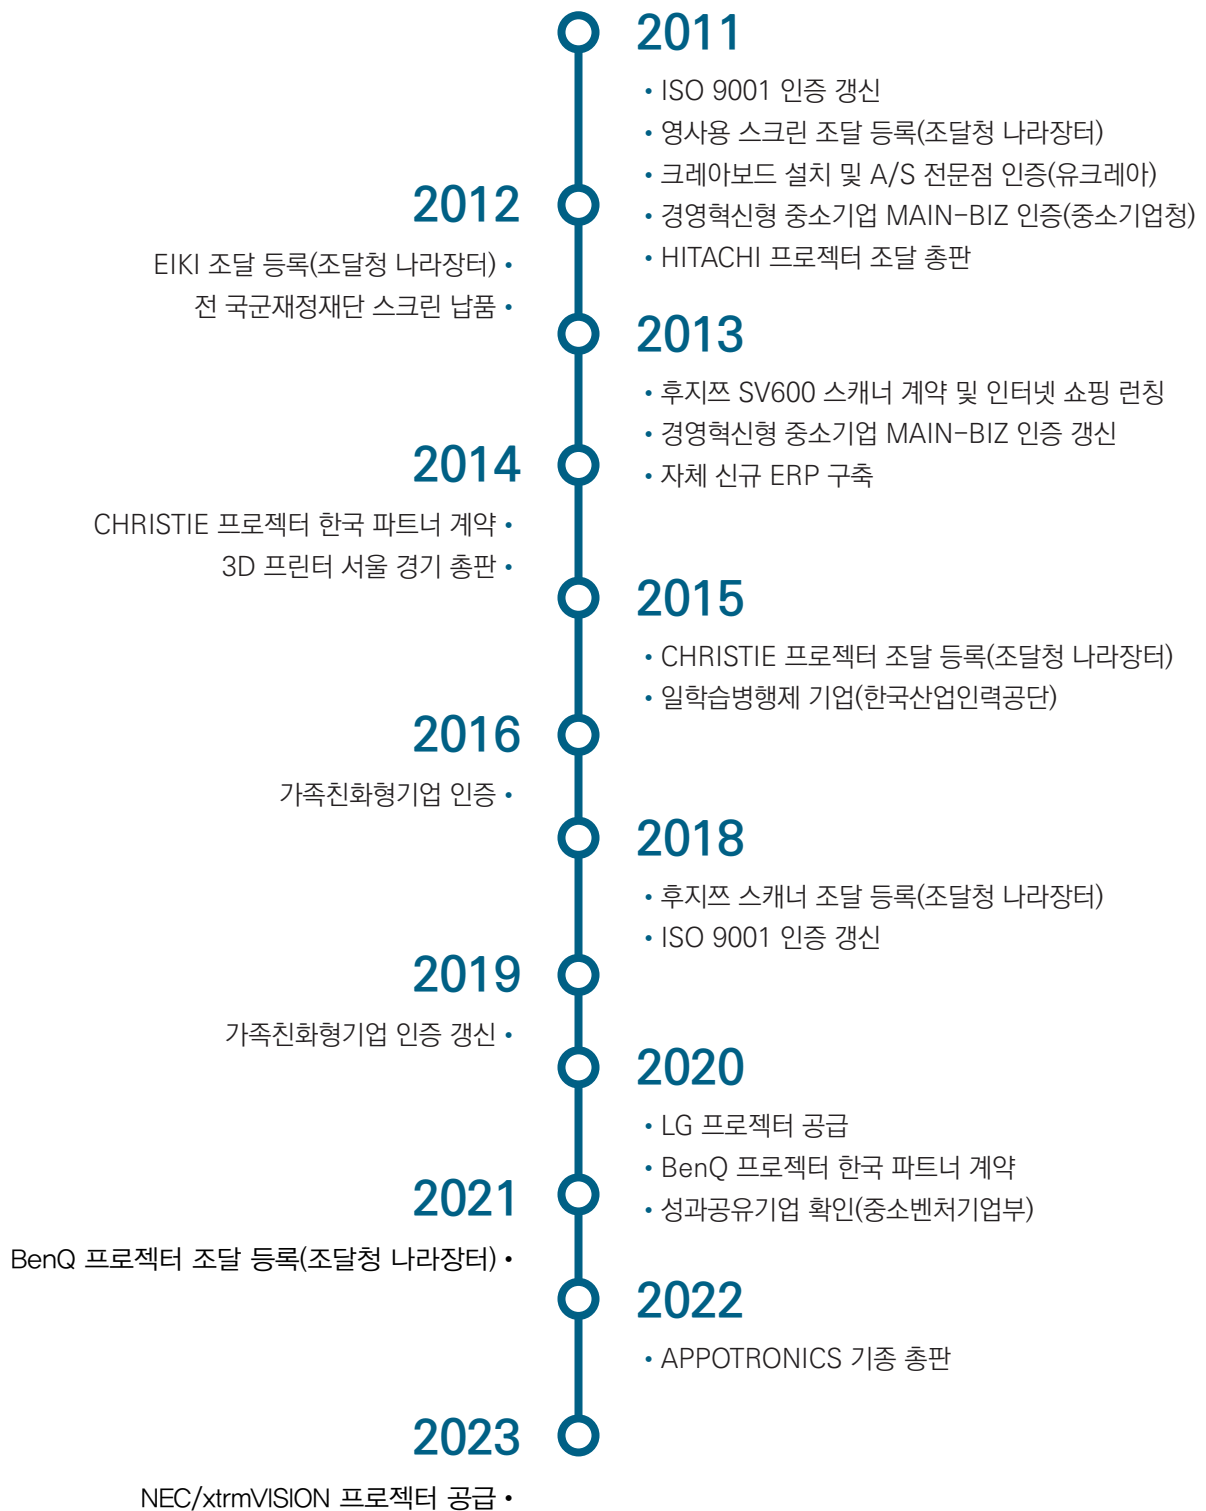 2011
• ISO 9001 인증 갱신
• 영사용 스크린 조달 등록(조달청 나라장터)
• 크레아보드 설치 및 A/S 전문점 인증(유크레아)
• 경영혁신형 중소기업 MAIN-BIZ 인증(중소기업청)
• HITACHI 프로젝터 조달 총판
2012
EIKI 조달 등록(조달청 나라장터) •
전 국군재정재단 스크린 납품 •
2013
• 후지쯔 SV600 스캐너 계약 및 인터넷 쇼핑 런칭
• 경영혁신형 중소기업 MAIN-BIZ 인증 갱신
• 자체 신규 ERP 구축
2014
CHRISTIE 프로젝터 한국 파트너 계약 •
3D 프린터 서울 경기 총판 •
2015
• CHRISTIE 프로젝터 조달 등록(조달청 나라장터)
• 일학습병행제 기업(한국산업인력공단)
2016
가족친화형기업 인증 •
2018
• 후지쯔 스캐너 조달 등록(조달청 나라장터)
• ISO 9001 인증 갱신
2019
가족친화형기업 인증 갱신 •
2020
• LG 프로젝터 공급
• BenQ 프로젝터 한국 파트너 계약
• 성과공유기업 확인(중소벤처기업부)
2021
BenQ 프로젝터 조달 등록(조달청 나라장터) •
2022
• APPOTRONICS 기종 총판
2023
NEC/xtrmVISION 프로젝터 공급 •